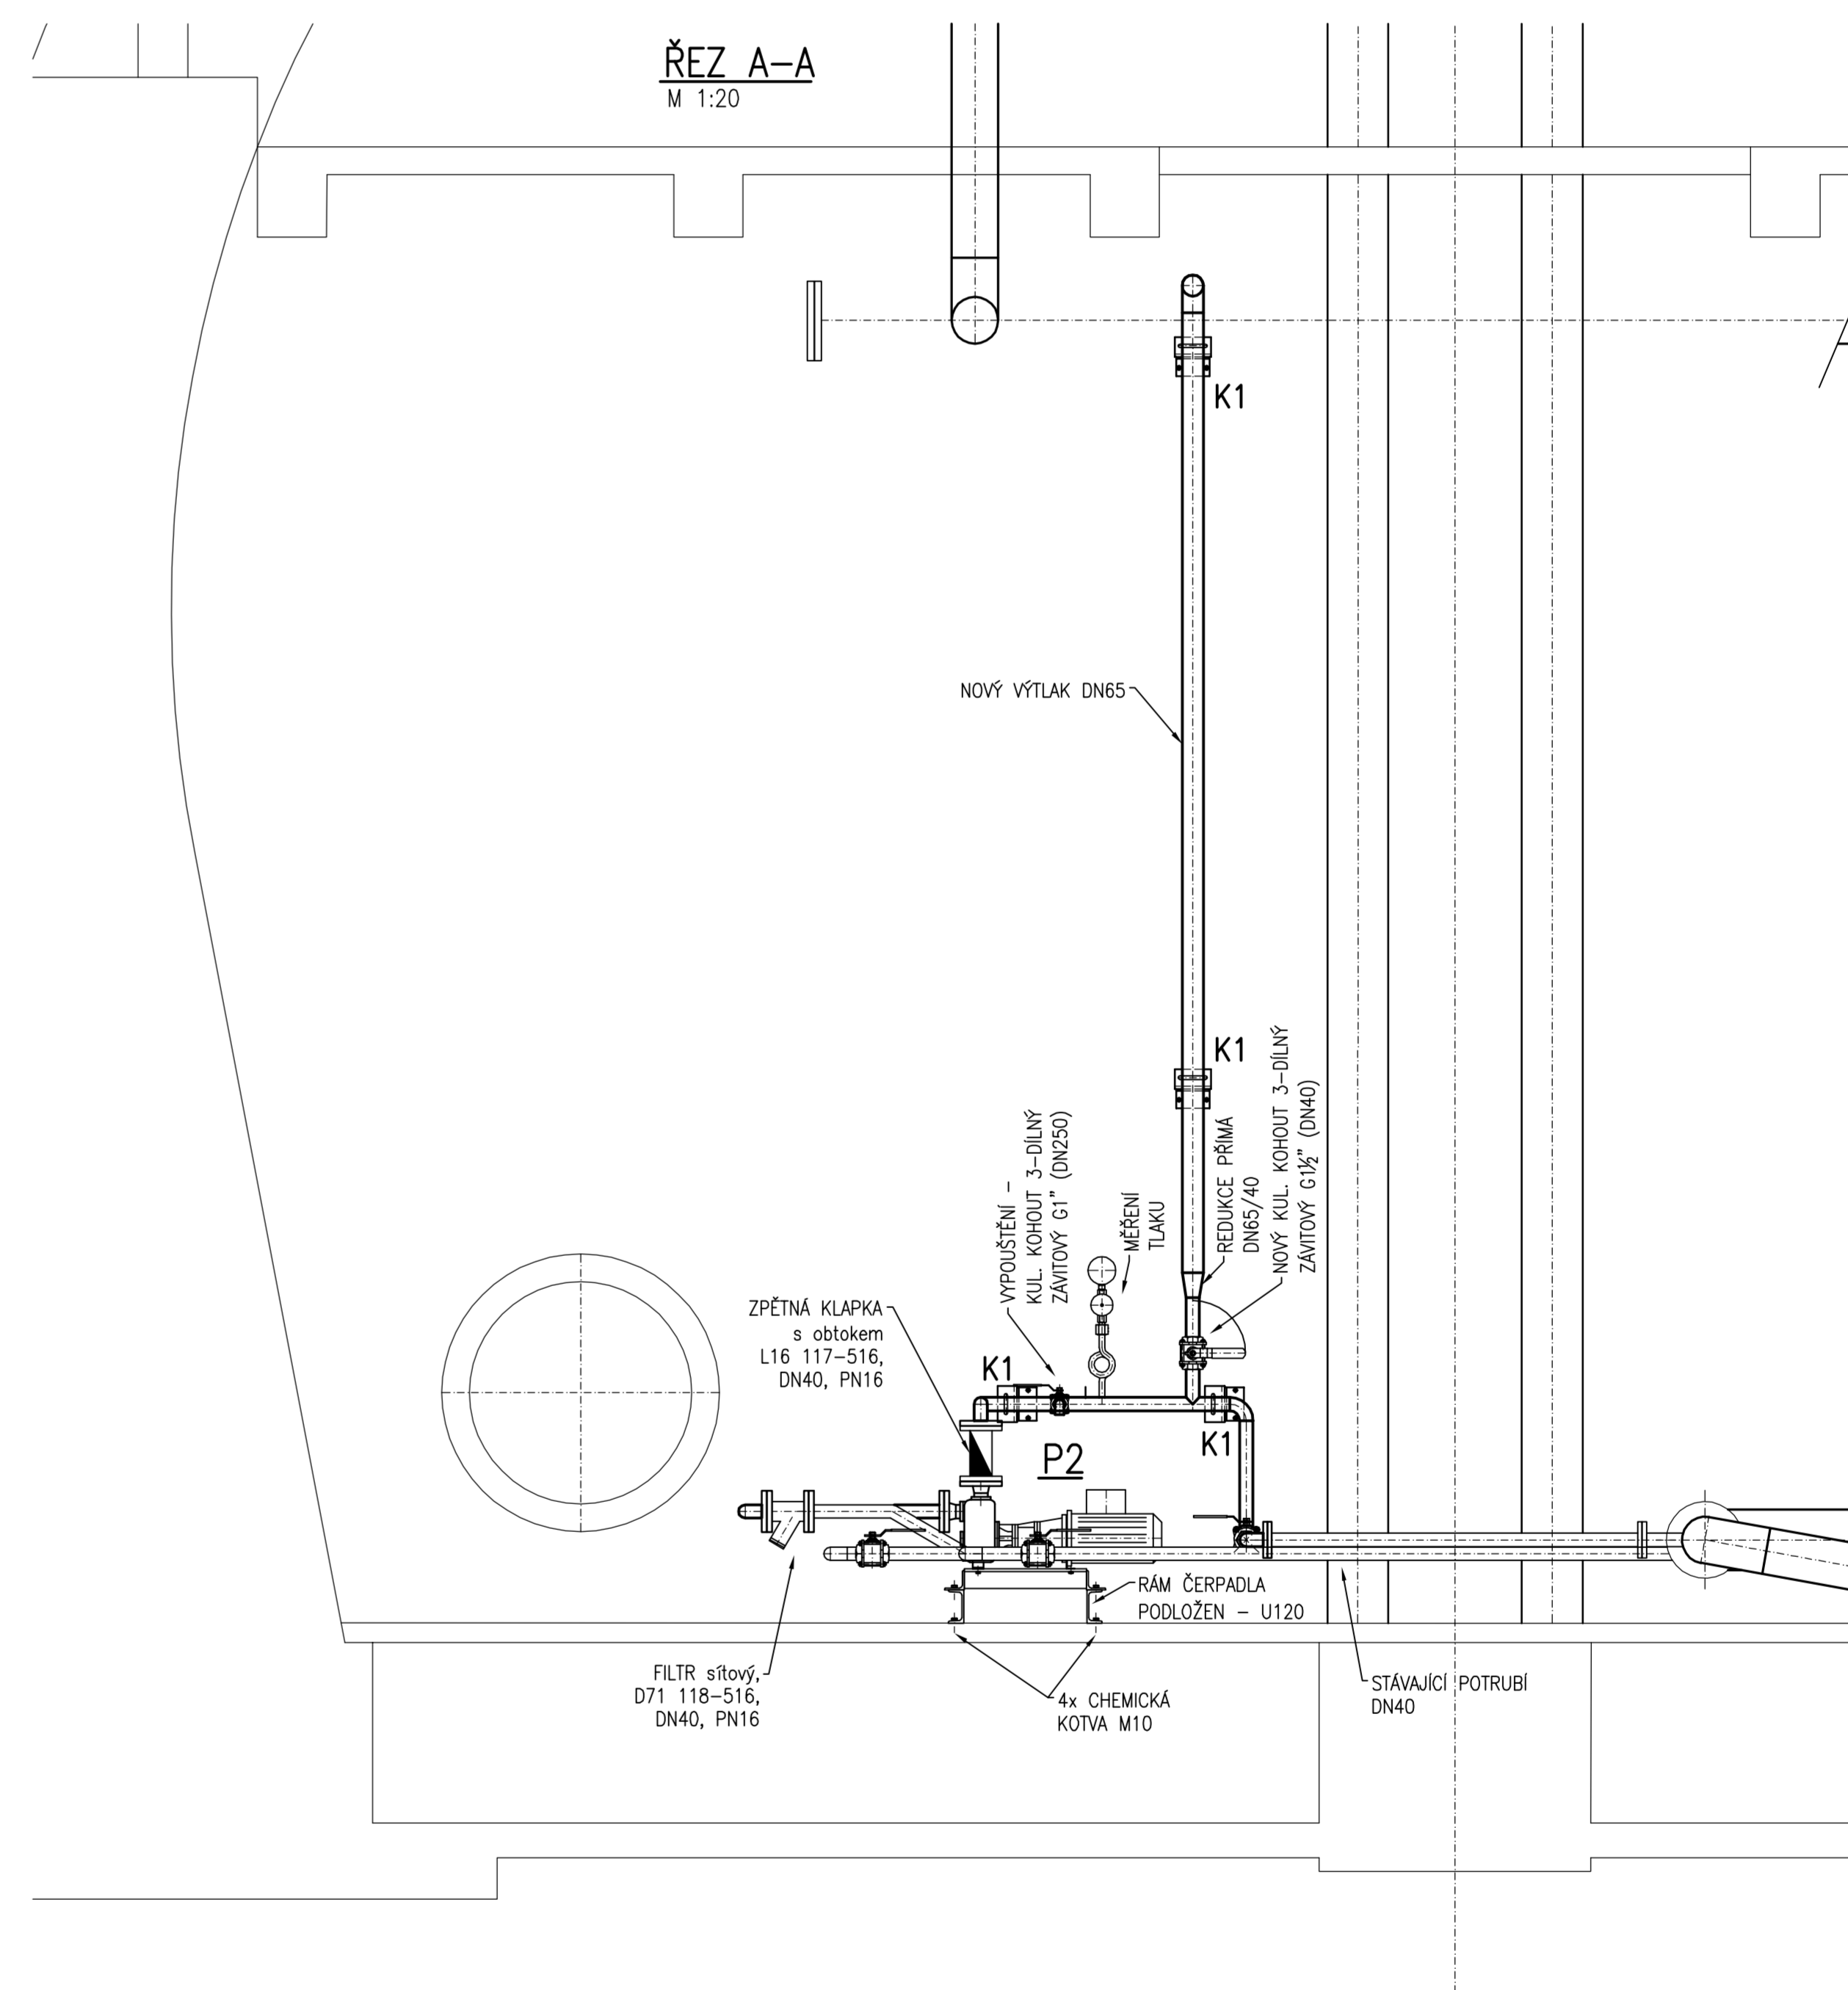 ŘEZ A-A
M 1:20
K1
NOVÝ VÝTLAK DN65
K1
VYPOUŠTĚNÍ -
KUL. KOHOUT 3-DÍLNÝ
ZÁVITOVÝ G1" (DN250)
MĚŘENÍ
TLAKU
REDUKCE PŘÍMÁ
DN65/40
NOVÝ KUL. KOHOUT 3-DÍLNÝ
ZÁVITOVÝ G1½" (DN40)
ZPĚTNÁ KLAPKA
s obtokem
L16 117-516,
DN40, PN16
K1
K1
P2
RÁM ČERPADLA
PODLOŽEN - U120
FILTR sítový,
D71 118-516,
DN40, PN16
4x CHEMICKÁ
KOTVA M10
STÁVAJÍCÍ POTRUBÍ
DN40